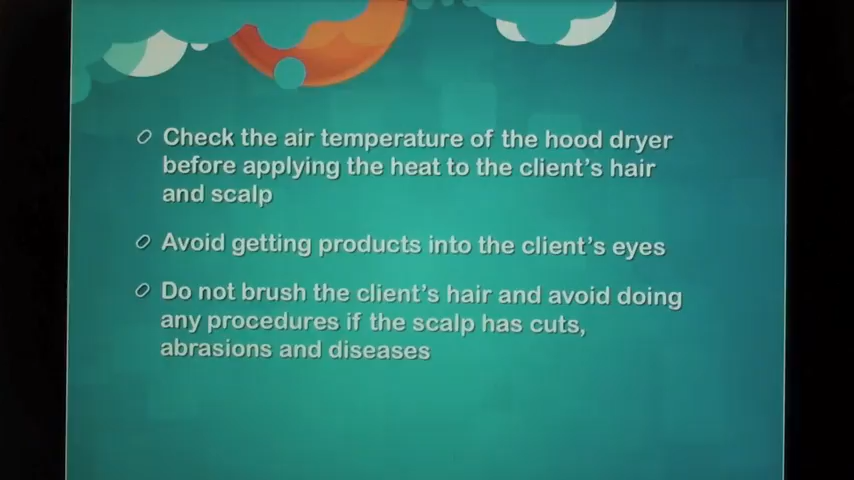 Check the air temperature of the hood dryer
before applying the heat to the client's hair
and scalp
Avoid getting products into the client's eyes
Do not brush the client's hair and avoid doing
any procedures if the scalp has cuts,
abrasions and diseases